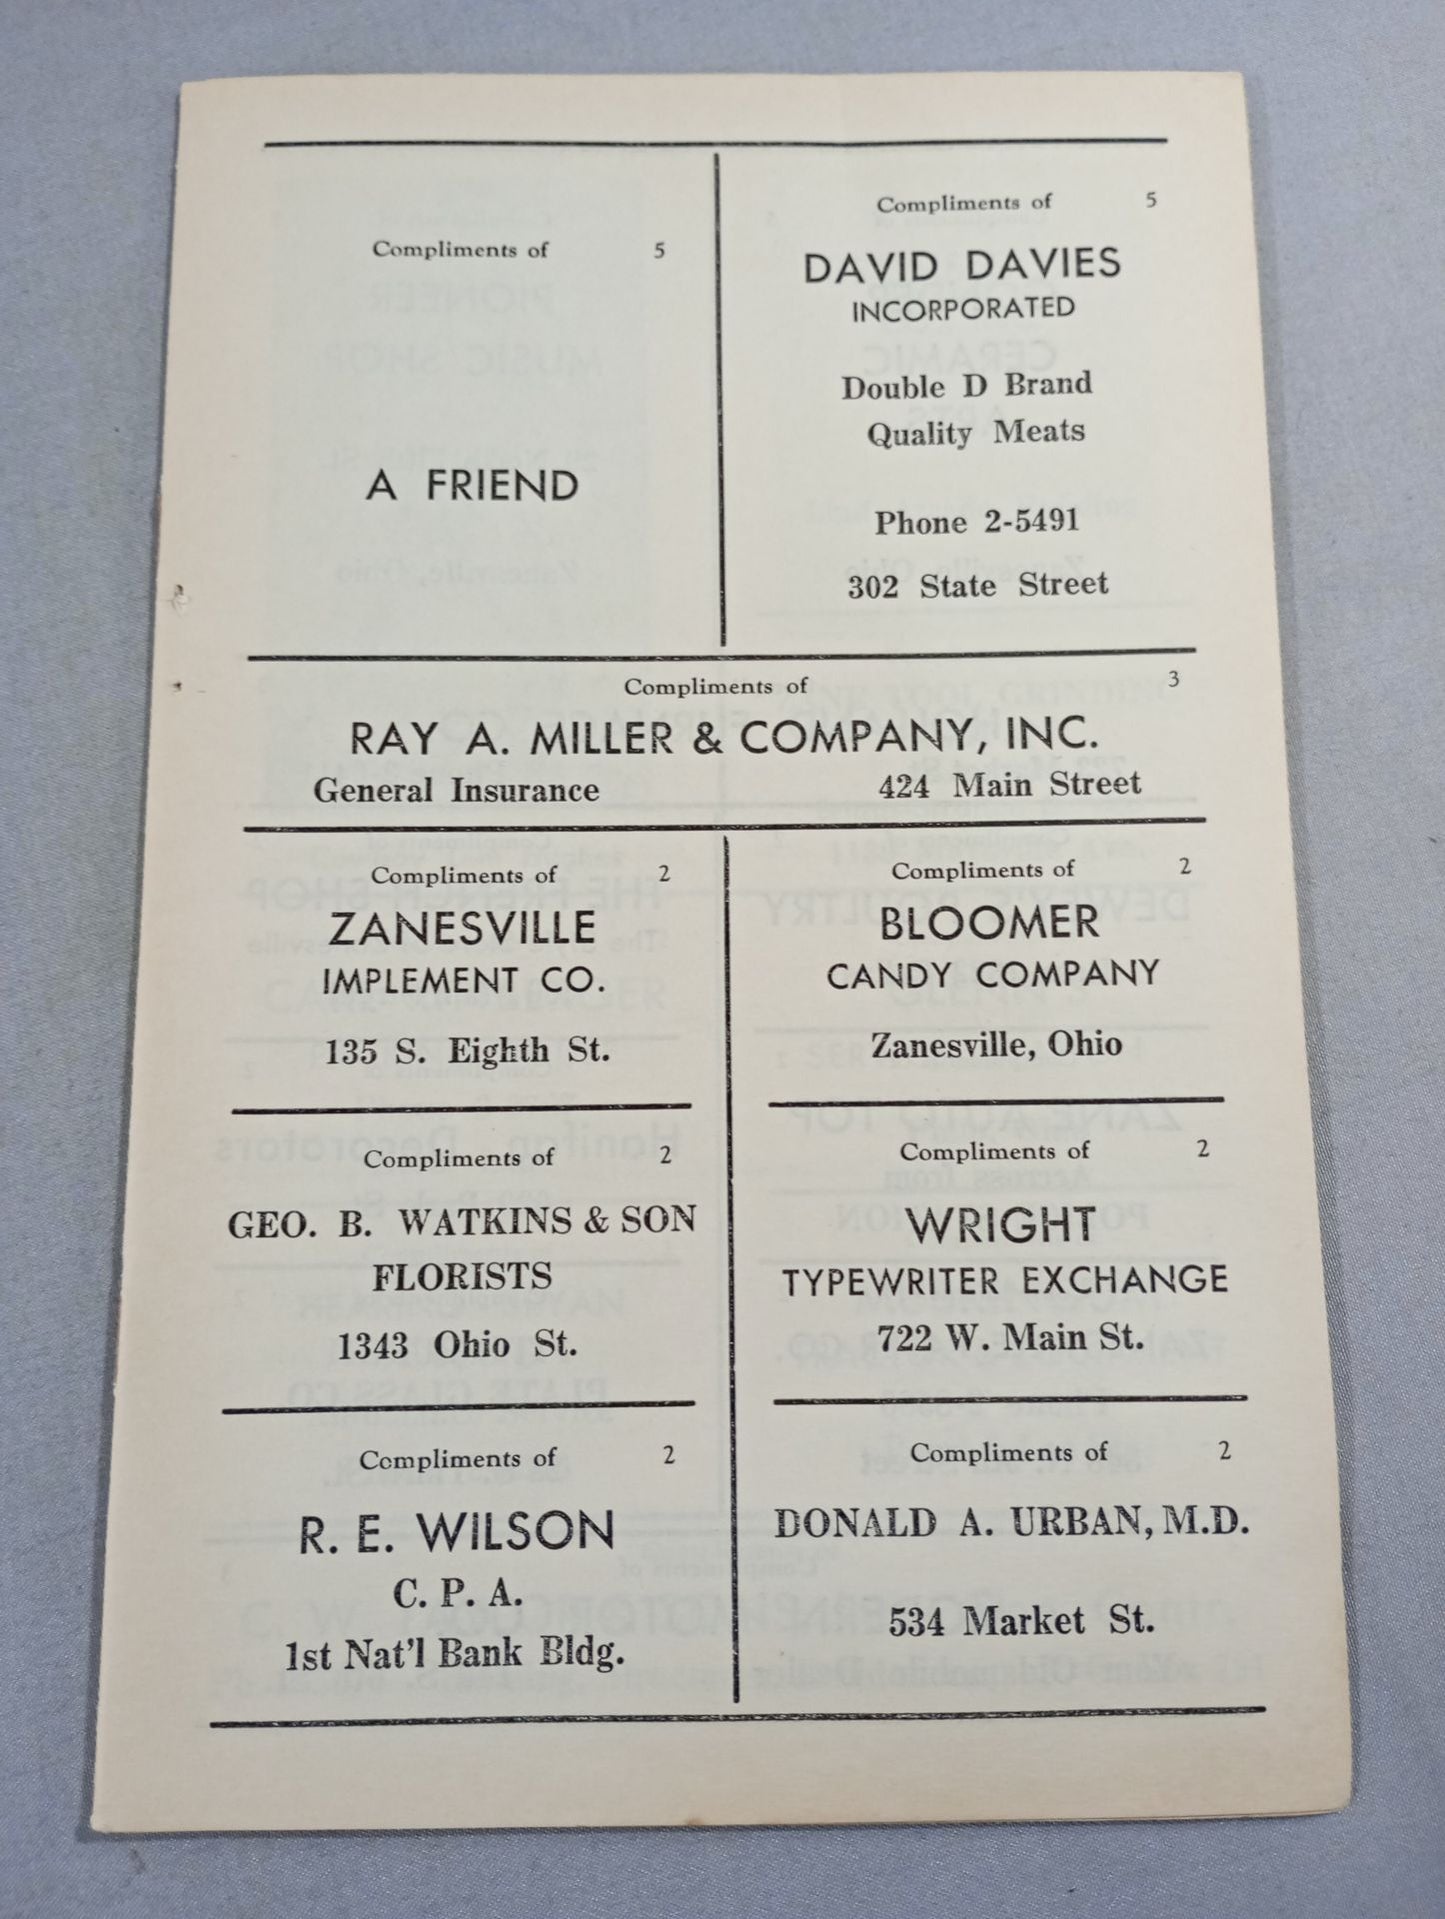 Compliments of 5
A FRIEND
Compliments of 5
DAVID DAVIES
INCORPORATED
Double D Brand
Quality Meats
Phone 2-5491
302 State Street
Compliments of 3
RAY A. MILLER & COMPANY, INC.
General Insurance 424 Main Street
Compliments of 2
ZANESVILLE
IMPLEMENT CO.
135 S. Eighth St.
Compliments of 2
BLOOMER
CANDY COMPANY
Zanesville, Ohio
Compliments of 2
GEO. B. WATKINS & SON
FLORISTS
1343 Ohio St.
Compliments of 2
WRIGHT
TYPEWRITER EXCHANGE
722 W. Main St.
Compliments of 2
R. E. WILSON
C. P. A.
1st Nat'l Bank Bldg.
Compliments of 2
DONALD A. URBAN, M.D.
534 Market St.